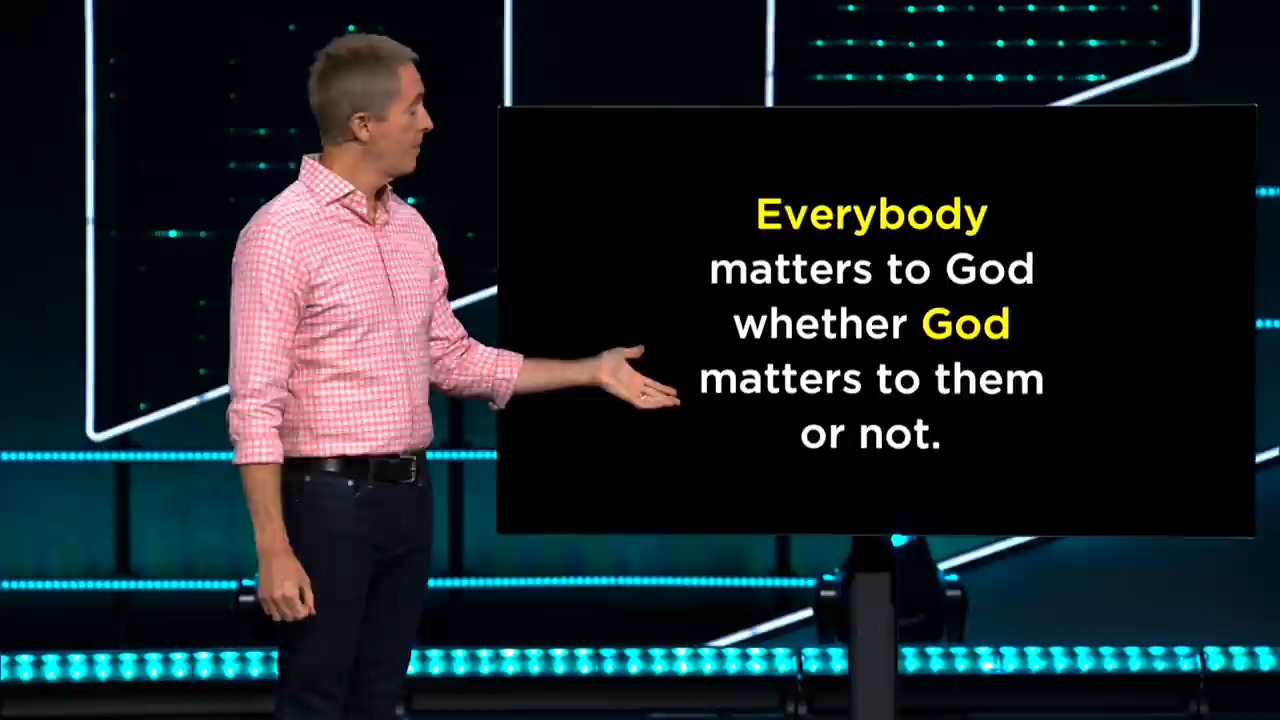 Everybody
matters to God
whether God
matters to them
or not.